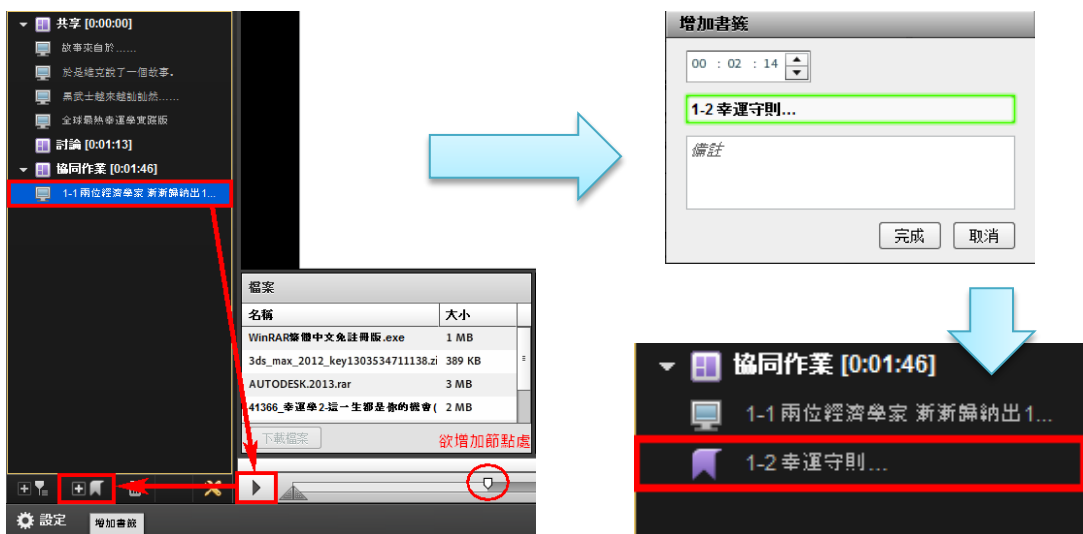 共享 [0:00:00]
故事來自於……
於是維克說了一個故事.
黑武士越來越訕訕然……
全球最熱幸運學實踐版
討論 [0:01:13]
協同作業 [0:01:46]
1-1 兩位經濟學家 漸漸歸納出 1...
檔案
名稱 大小
WinRAR繁體中文免註冊版.exe 1 MB
3ds_max_2012_key1303534711138.zi 389 KB
AUTODESK.2013.rar 3 MB
41366_幸運學2-這一生都是你的機會( 2 MB
下載檔案
欲增加節點處
設定
增加書籤
增加書籤
00 : 02 : 14
1-2 幸運守則...
備註
完成 取消
協同作業 [0:01:46]
1-1 兩位經濟學家 漸漸歸納出 1...
1-2 幸運守則...